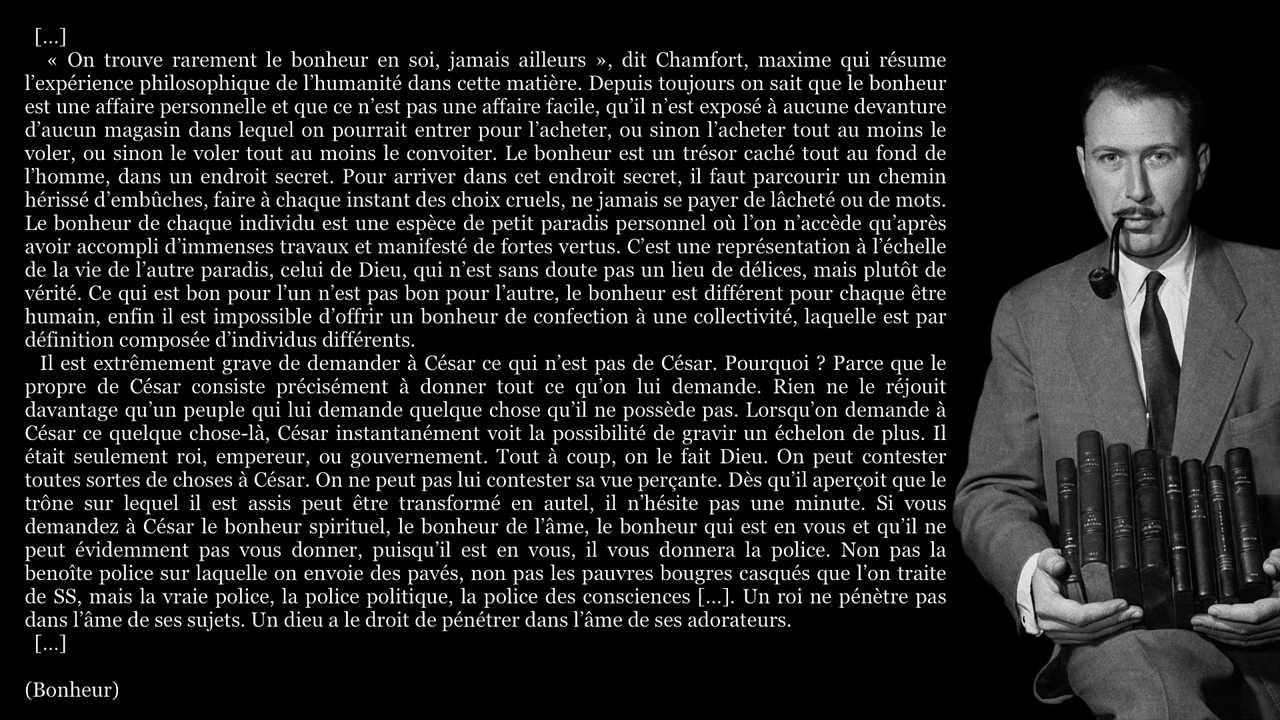 […]
« On trouve rarement le bonheur en soi, jamais ailleurs », dit Chamfort, maxime qui résume
l’expérience philosophique de l’humanité dans cette matière. Depuis toujours on sait que le bonheur
est une affaire personnelle et que ce n’est pas une affaire facile, qu’il n’est exposé à aucune devanture
d’aucun magasin dans lequel on pourrait entrer pour l’acheter, ou sinon l’acheter tout au moins le
voler, ou sinon le voler tout au moins le convoiter. Le bonheur est un trésor caché tout au fond de
l’homme, dans un endroit secret. Pour arriver dans cet endroit secret, il faut parcourir un chemin
hérissé d’embûches, faire à chaque instant des choix cruels, ne jamais se payer de lâcheté ou de mots.
Le bonheur de chaque individu est une espèce de petit paradis personnel où l’on n’accède qu’après
avoir accompli d’immenses travaux et manifesté de fortes vertus. C’est une représentation à l’échelle
de la vie de l’autre paradis, celui de Dieu, qui n’est sans doute pas un lieu de délices, mais plutôt de
vérité. Ce qui est bon pour l’un n’est pas bon pour l’autre, le bonheur est différent pour chaque être
humain, enfin il est impossible d’offrir un bonheur de confection à une collectivité, laquelle est par
définition composée d’individus différents.
Il est extrêmement grave de demander à César ce qui n’est pas de César. Pourquoi ? Parce que le
propre de César consiste précisément à donner tout ce qu’on lui demande. Rien ne le réjouit
davantage qu’un peuple qui lui demande quelque chose qu’il ne possède pas. Lorsqu’on demande à
César ce quelque chose-là, César instantanément voit la possibilité de gravir un échelon de plus. Il
était seulement roi, empereur, ou gouvernement. Tout à coup, on le fait Dieu. On peut contester
toutes sortes de choses à César. On ne peut pas lui contester sa vue perçante. Dès qu’il aperçoit que le
trône sur lequel il est assis peut être transformé en autel, il n’hésite pas une minute. Si vous
demandez à César le bonheur spirituel, le bonheur de l’âme, le bonheur qui est en vous et qu’il ne
peut évidemment pas vous donner, puisqu’il est en vous, il vous donnera la police. Non pas la
benoîte police sur laquelle on envoie des pavés, non pas les pauvres bougres casqués que l’on traite
de SS, mais la vraie police, la police politique, la police des consciences […]. Un roi ne pénètre pas
dans l’âme de ses sujets. Un dieu a le droit de pénétrer dans l’âme de ses adorateurs.
[…]
(Bonheur)